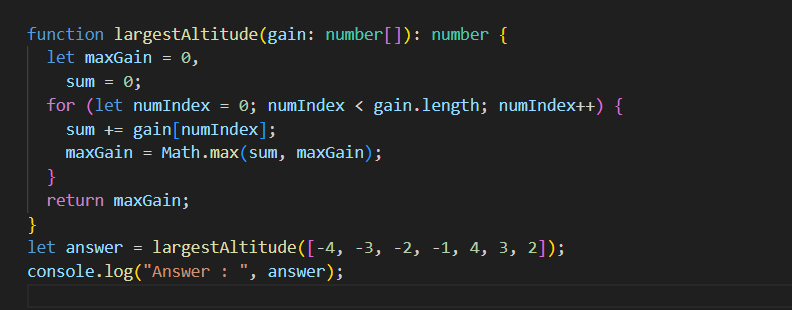 function largestAltitude(gain: number[]): number {
  let maxGain = 0,
    sum = 0;
  for (let numIndex = 0; numIndex < gain.length; numIndex++) {
    sum += gain[numIndex];
    maxGain = Math.max(sum, maxGain);
  }
  return maxGain;
}
let answer = largestAltitude([-4, -3, -2, -1, 4, 3, 2]);
console.log("Answer : ", answer);